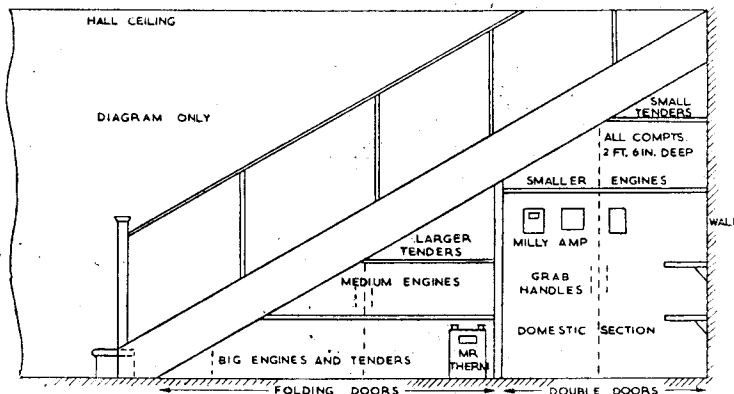 HALL CEILING
DIAGRAM ONLY
SMALL
TENDERS
ALL COMPTS.
2 FT. 6 IN. DEEP
SMALLER ENGINES
WALL
MILLY AMP
LARGER
TENDERS
MEDIUM ENGINES
GRAB
HANDLES
DOMESTIC SECTION
BIG ENGINES AND TENDERS
MR.
THERM
FOLDING DOORS
DOUBLE DOORS